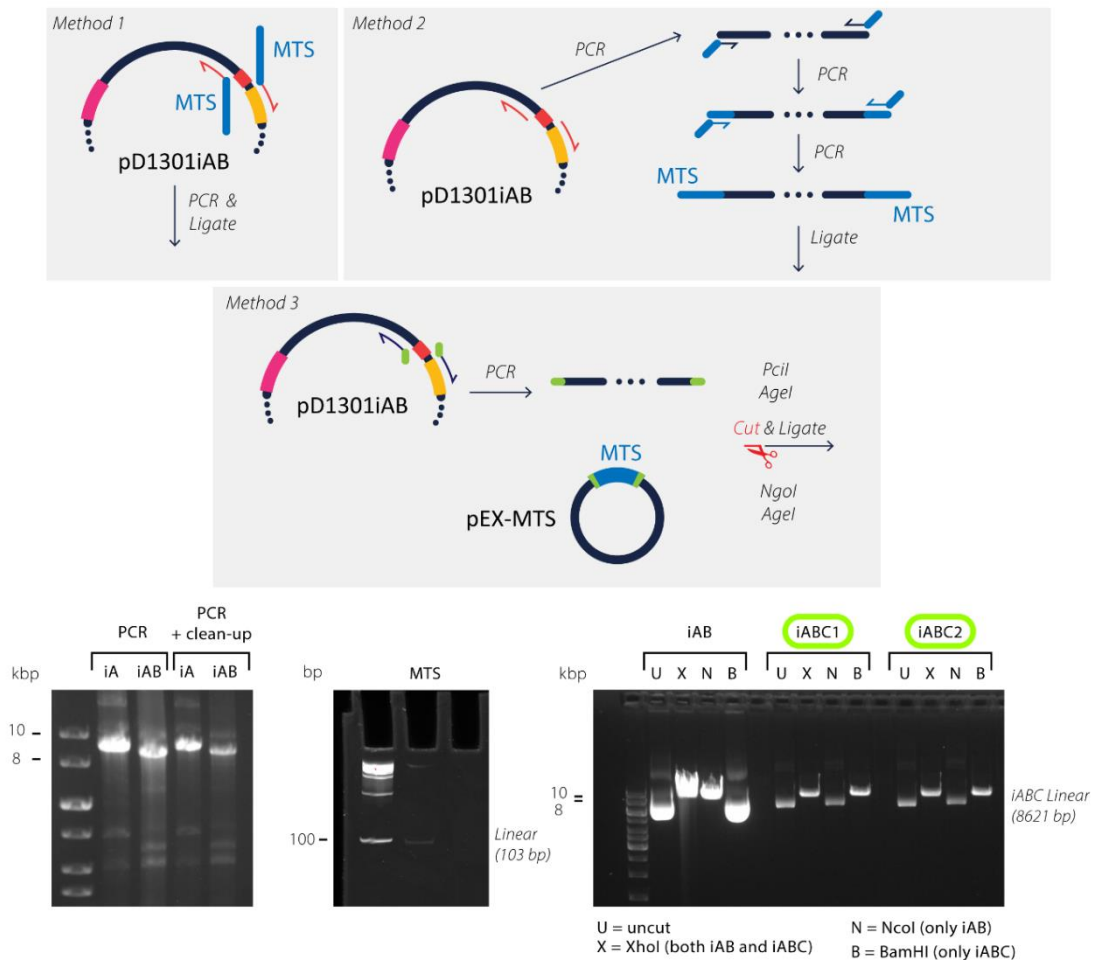 Method 1
MTS
MTS
pD1301iAB
PCR &
Ligate
Method 2
PCR
pD1301iAB
PCR
PCR
MTS
MTS
Ligate
Method 3
pD1301iAB
PCR
PciI
AgeI
Cut & Ligate
NgoI
AgeI
MTS
pEX-MTS
PCR
PCR
+ clean-up
kbp
iA iAB iA iAB
10
8
bp
MTS
100
Linear
(103 bp)
iAB
iABC1
iABC2
kbp
U X N B U X N B U X N B
10
8
iABC Linear
(8621 bp)
U = uncut
X = XhoI (both iAB and iABC)
N = NcoI (only iAB)
B = BamHI (only iABC)